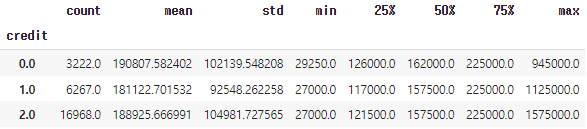 count mean std min 25% 50% 75% max
credit
0.0 3222.0 190807.582402 102139.548208 29250.0 126000.0 162000.0 225000.0 945000.0
1.0 6267.0 181122.701532 92548.262258 27000.0 117000.0 157500.0 225000.0 1125000.0
2.0 16968.0 188925.666991 104981.727565 27000.0 121500.0 157500.0 225000.0 1575000.0